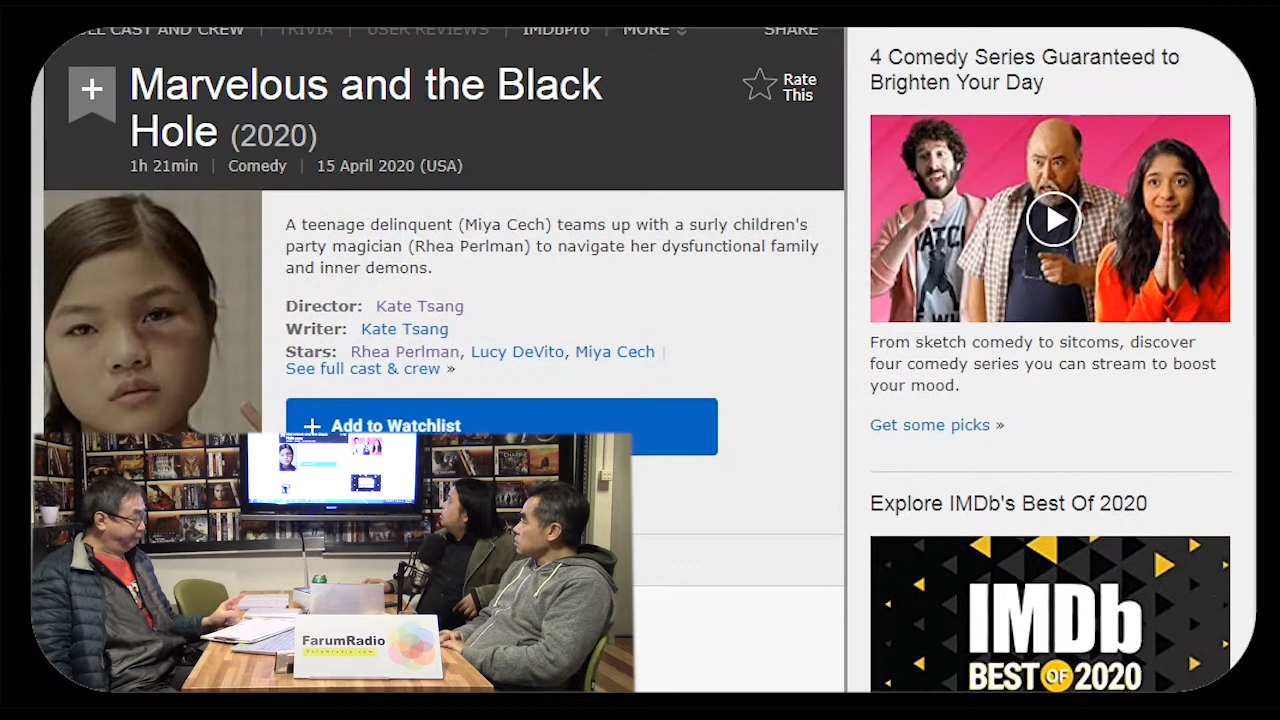 FULL CAST AND CREW | TRIVIA | USER REVIEWS | IMDbPro | MORE SHARE
+ Marvelous and the Black
Hole (2020)
Rate
This
1h 21min | Comedy | 15 April 2020 (USA)
A teenage delinquent (Miya Cech) teams up with a surly children's
party magician (Rhea Perlman) to navigate her dysfunctional family
and inner demons.
Director: Kate Tsang
Writer: Kate Tsang
Stars: Rhea Perlman, Lucy DeVito, Miya Cech |
See full cast & crew »
+ Add to Watchlist
4 Comedy Series Guaranteed to
Brighten Your Day
From sketch comedy to sitcoms, discover
four comedy series you can stream to boost
your mood.
Get some picks »
Explore IMDb's Best Of 2020
IMDb
BEST OF 2020
FarumRadio